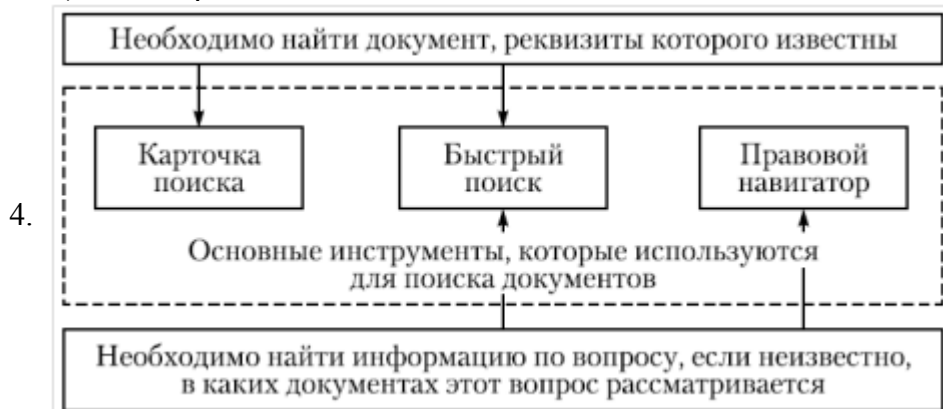 Необходимо найти документ, реквизиты которого известны
Карточка
поиска
Быстрый
поиск
Правовой
навигатор
4.
Основные инструменты, которые используются
для поиска документов
Необходимо найти информацию по вопросу, если неизвестно,
в каких документах этот вопрос рассматривается